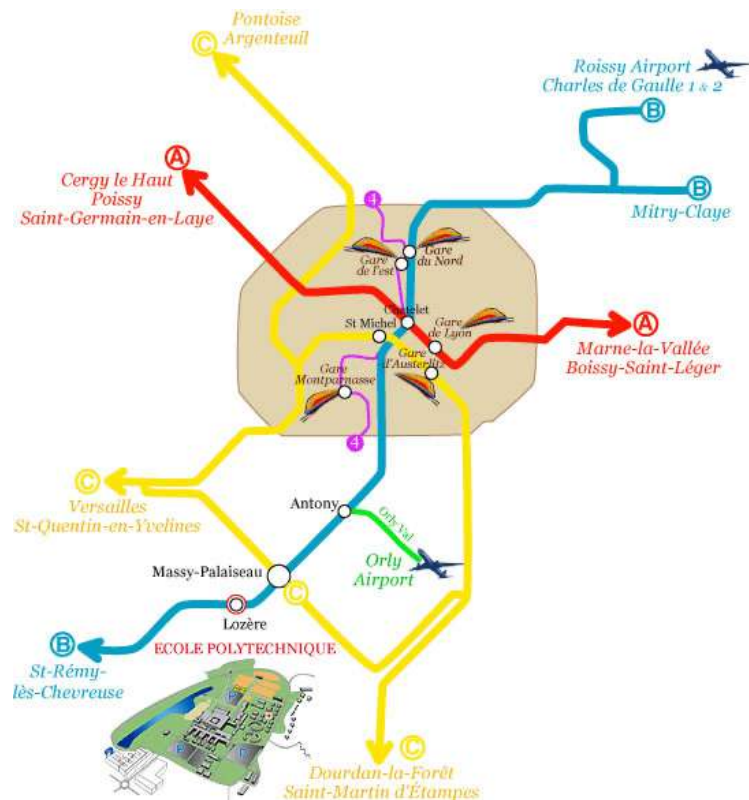 Pontoise
Argenteuil
C
Roissy Airport
Charles de Gaulle 1 & 2
B
A
Cergy le Haut
Poissy
Saint-Germain-en-Laye
4
B
Mitry-Claye
Gare
de l'est
Gare
du Nord
Chatelet
St Michel
Gare
de Lyon
A
Gare
d'Austerlitz
Marne-la-Vallée
Boissy-Saint-Léger
Gare
Montparnasse
4
C
Versailles
St-Quentin-en-Yvelines
Antony
Orly Val
Orly
Airport
Massy-Palaiseau
C
Lozère
B
ECOLE POLYTECHNIQUE
St-Rémy-
lès-Chevreuse
P
P
P
C
Dourdan-la-Forêt
Saint-Martin d'Étampes